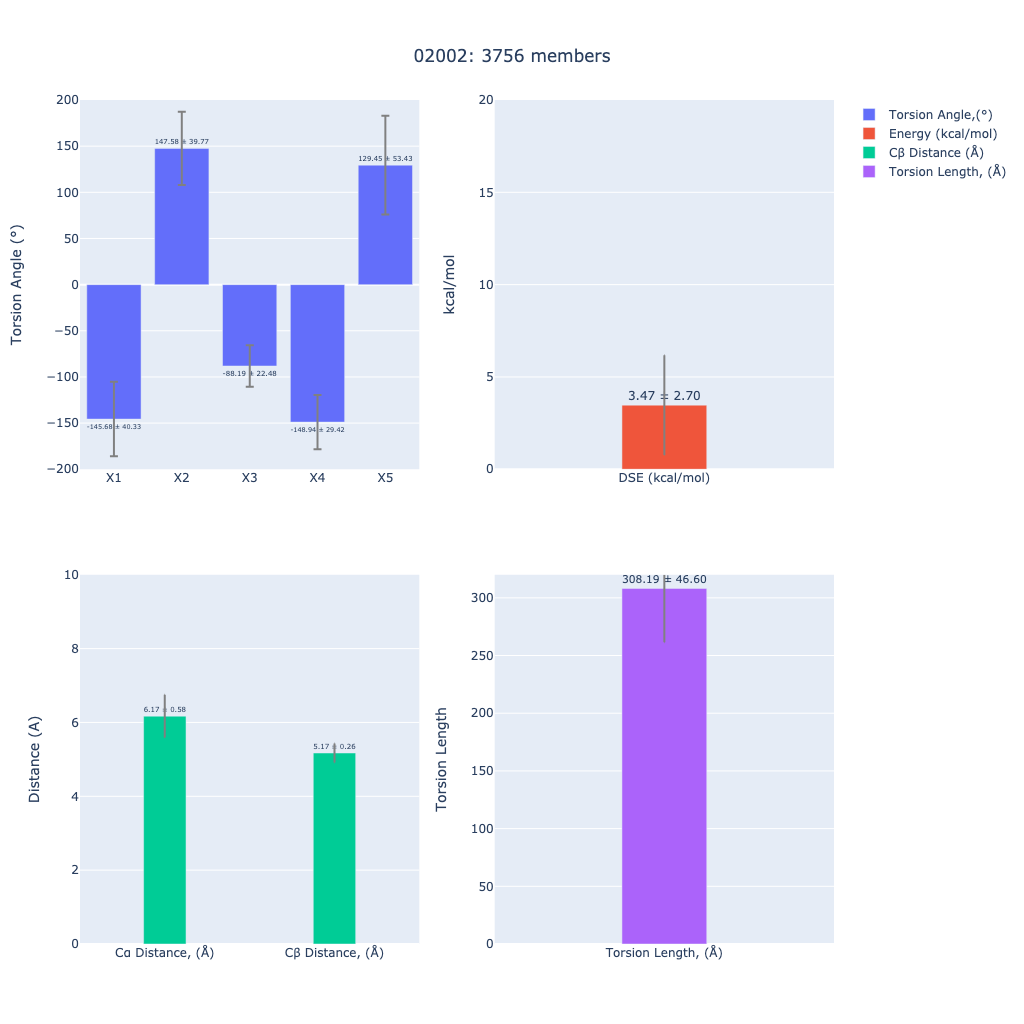 02002: 3756 members
Torsion Angle (°)
200
150
100
50
0
−50
−100
−150
−200
147.58 ± 39.77
129.45 ± 53.43
-88.19 ± 22.48
-145.68 ± 40.33
-148.94 ± 29.42
X1 X2 X3 X4 X5
kcal/mol
20
15
10
5
0
3.47 ± 2.70
DSE (kcal/mol)
Torsion Angle,(°)
Energy (kcal/mol)
Cβ Distance (Å)
Torsion Length, (Å)
Distance (A)
10
8
6
4
2
0
6.17 ± 0.58
5.17 ± 0.26
Cα Distance, (Å) Cβ Distance, (Å)
Torsion Length
300
250
200
150
100
50
0
308.19 ± 46.60
Torsion Length, (Å)